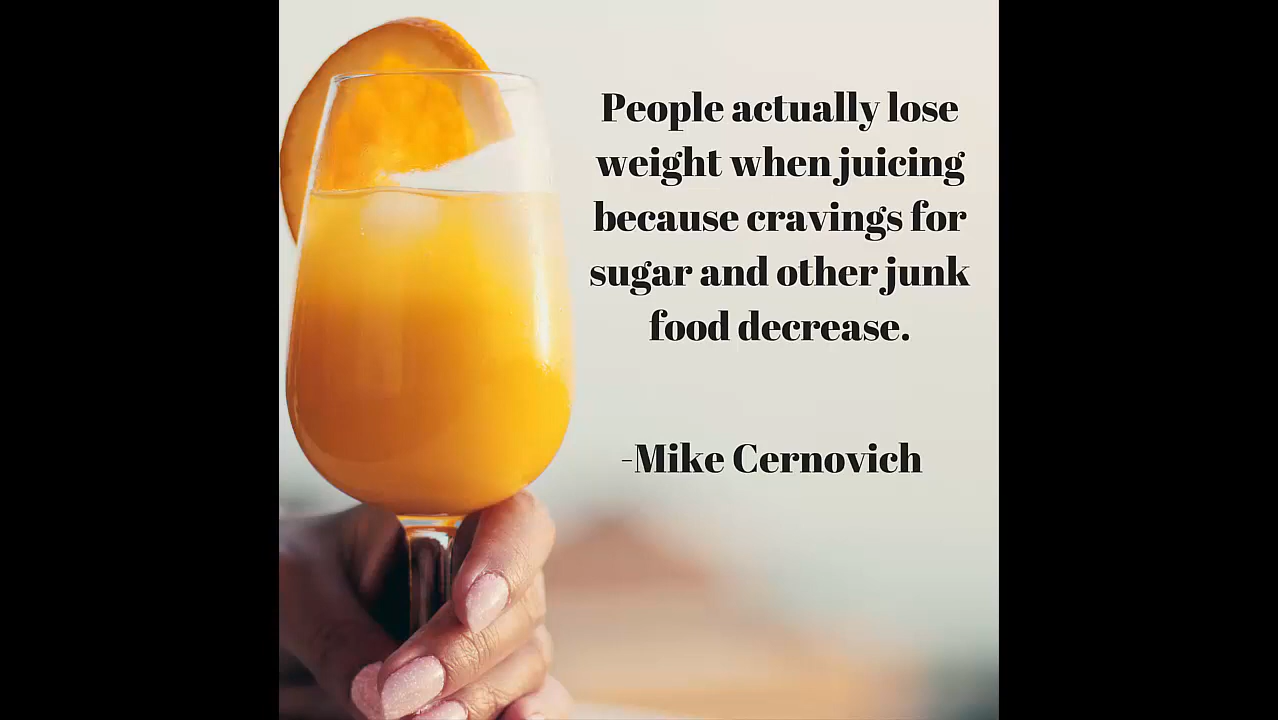 People actually lose
weight when juicing
because cravings for
sugar and other junk
food decrease.
-Mike Cernovich